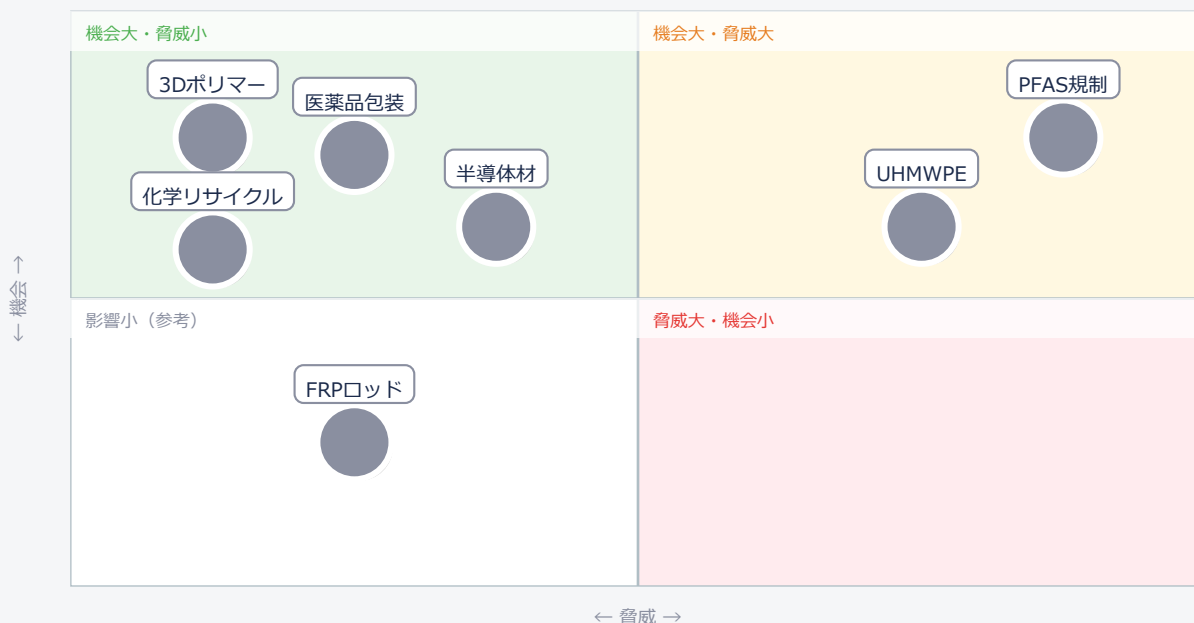 機会大・脅威小
機会大・脅威大
3Dポリマー
医薬品包装
PFAS規制
半導体材
UHMWPE
化学リサイクル
← 機会 →
影響小（参考）
脅威大・機会小
FRPロッド
← 脅威 →